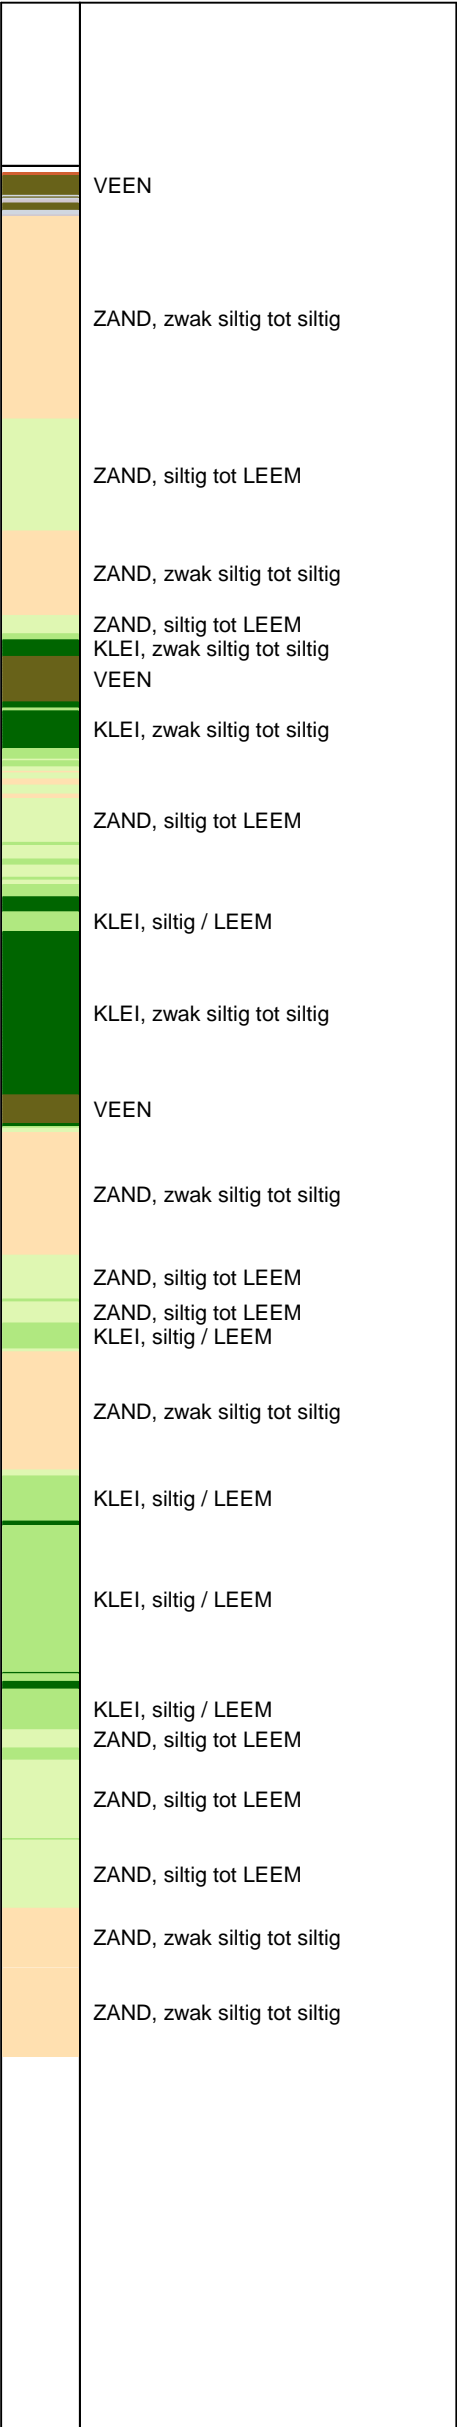 VEEN
ZAND, zwak siltig tot siltig
ZAND, siltig tot LEEM
ZAND, zwak siltig tot siltig
ZAND, siltig tot LEEM
KLEI, zwak siltig tot siltig
VEEN
KLEI, zwak siltig tot siltig
ZAND, siltig tot LEEM
KLEI, siltig / LEEM
KLEI, zwak siltig tot siltig
VEEN
ZAND, zwak siltig tot siltig
ZAND, siltig tot LEEM
ZAND, siltig tot LEEM
KLEI, siltig / LEEM
ZAND, zwak siltig tot siltig
KLEI, siltig / LEEM
KLEI, siltig / LEEM
KLEI, siltig / LEEM
ZAND, siltig tot LEEM
ZAND, siltig tot LEEM
ZAND, siltig tot LEEM
ZAND, zwak siltig tot siltig
ZAND, zwak siltig tot siltig